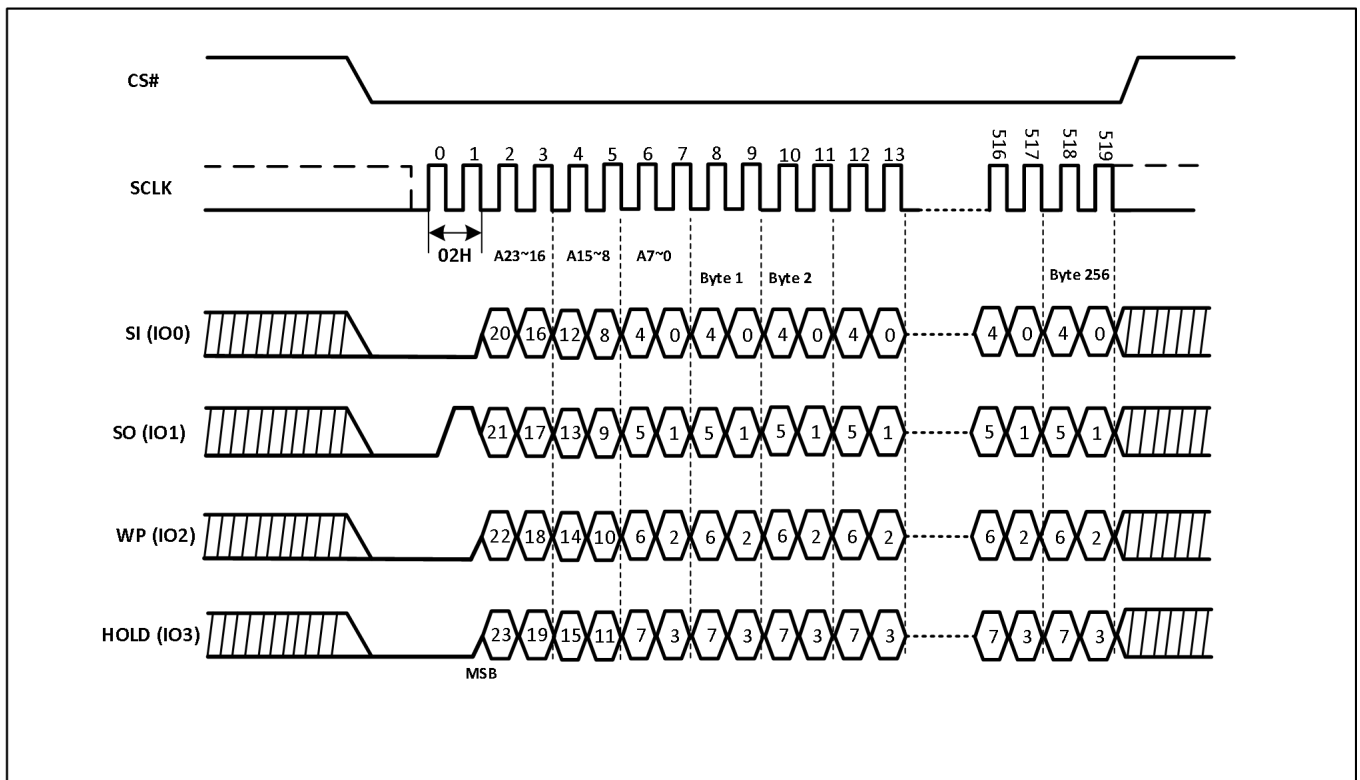 CS#
SCLK
0 1 2 3 4 5 6 7 8 9 10 11 12 13 516 517 518 519
02H A23~16 A15~8 A7~0
Byte 1 Byte 2 Byte 256
SI (IO0) 20 16 12 8 4 0 4 0 4 0 4 0 4 0 4 0
SO (IO1) 21 17 13 9 5 1 5 1 5 1 5 1 5 1 5 1
WP (IO2) 22 18 14 10 6 2 6 2 6 2 6 2 6 2 6 2
HOLD (IO3) 23 19 15 11 7 3 7 3 7 3 7 3 7 3 7 3
MSB